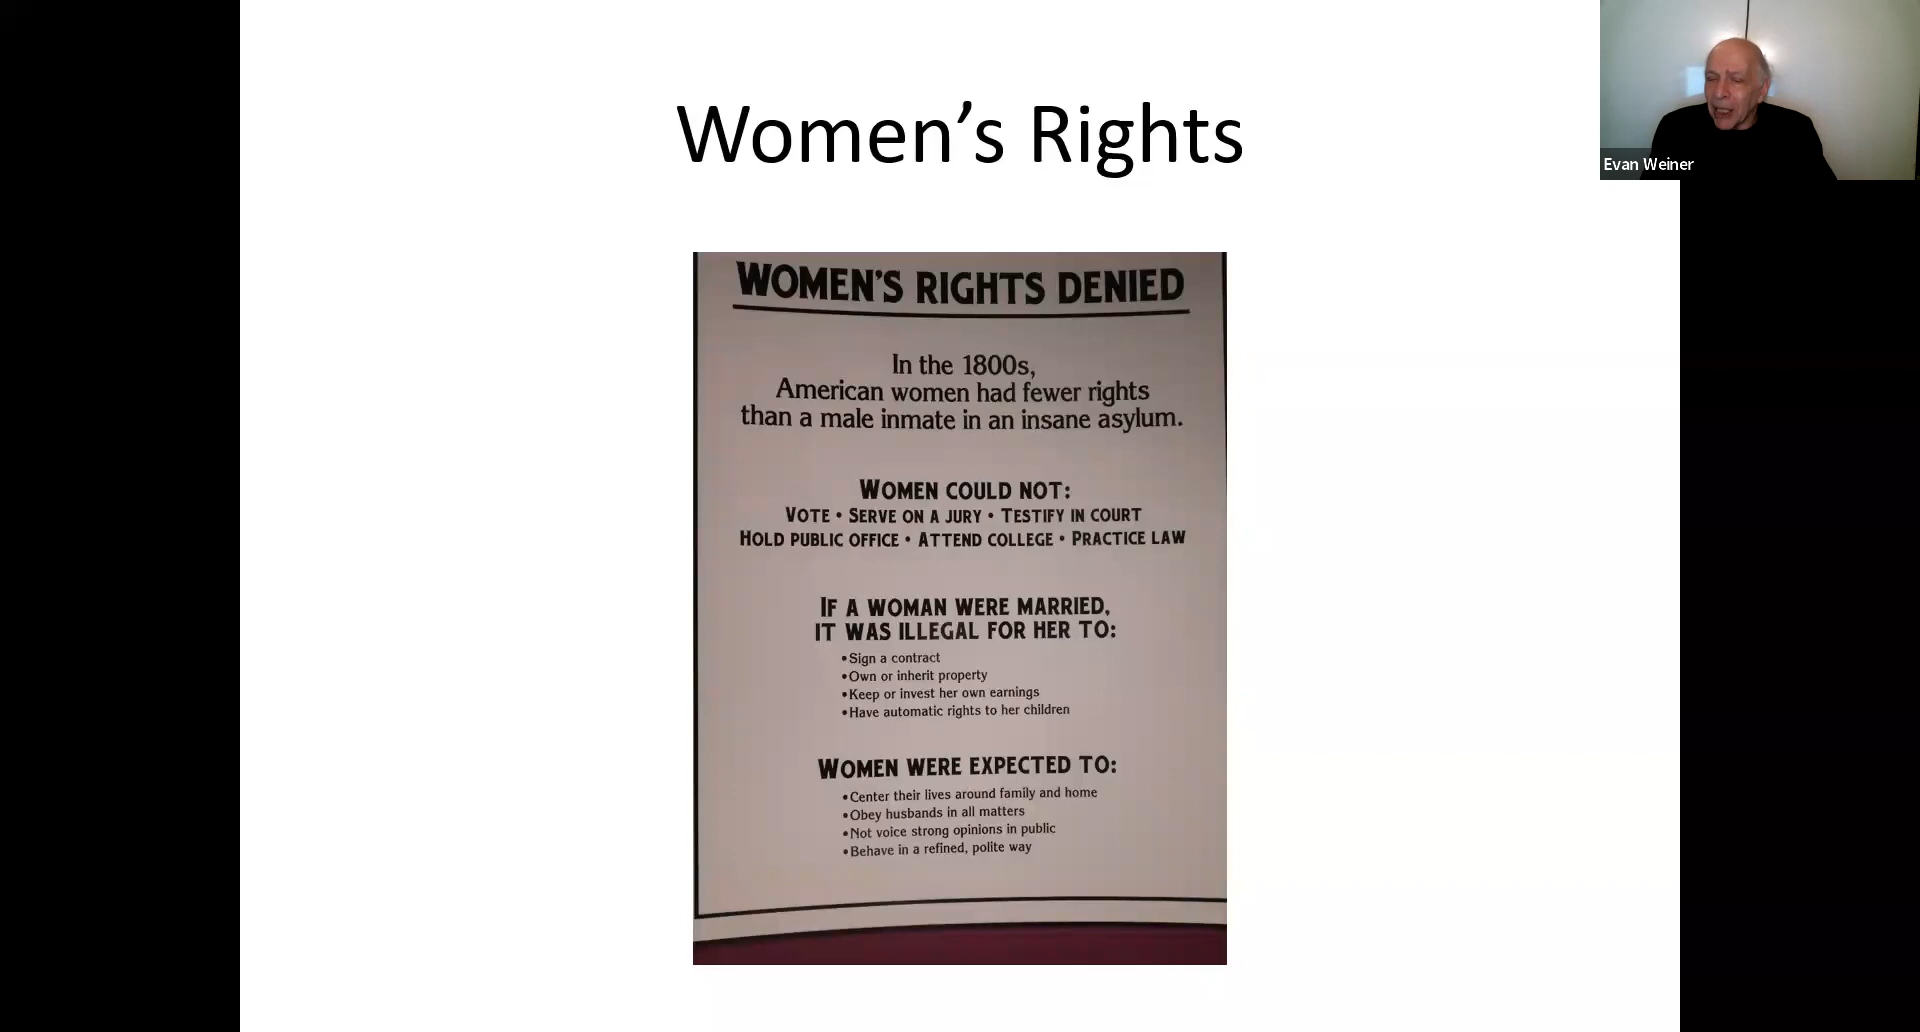 Women’s Rights
Evan Weiner
WOMEN'S RIGHTS DENIED
In the 1800s,
American women had fewer rights
than a male inmate in an insane asylum.
WOMEN COULD NOT:
VOTE • SERVE ON A JURY • TESTIFY IN COURT
HOLD PUBLIC OFFICE • ATTEND COLLEGE • PRACTICE LAW
IF A WOMAN WERE MARRIED,
IT WAS ILLEGAL FOR HER TO:
•Sign a contract
•Own or inherit property
•Keep or invest her own earnings
•Have automatic rights to her children
WOMEN WERE EXPECTED TO:
•Center their lives around family and home
•Obey husbands in all matters
•Not voice strong opinions in public
•Behave in a refined, polite way